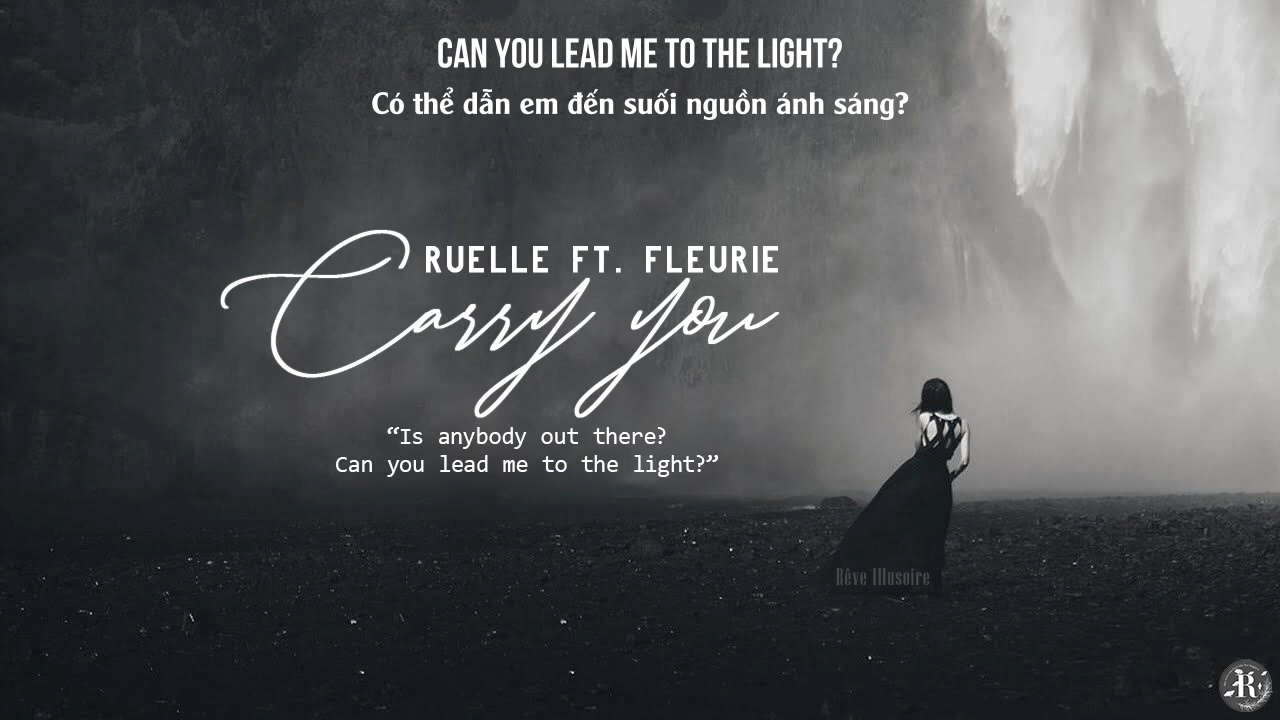 CAN YOU LEAD ME TO THE LIGHT?
Có thể dẫn em đến suối nguồn ánh sáng?
RUELLE FT. FLEURIE
Carry you
“Is anybody out there?
Can you lead me to the light?”
Rêve Illusoire
R